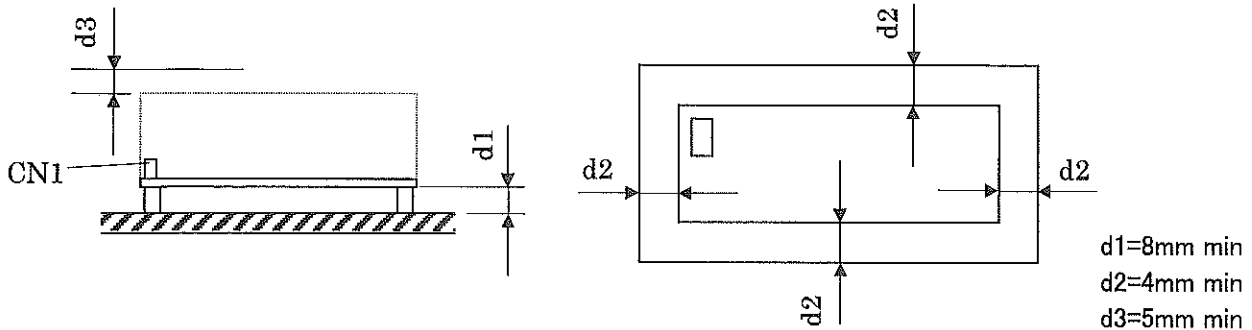 d3
CN1
d1
d2
d2
d2
d2
d1=8mm min
d2=4mm min
d3=5mm min